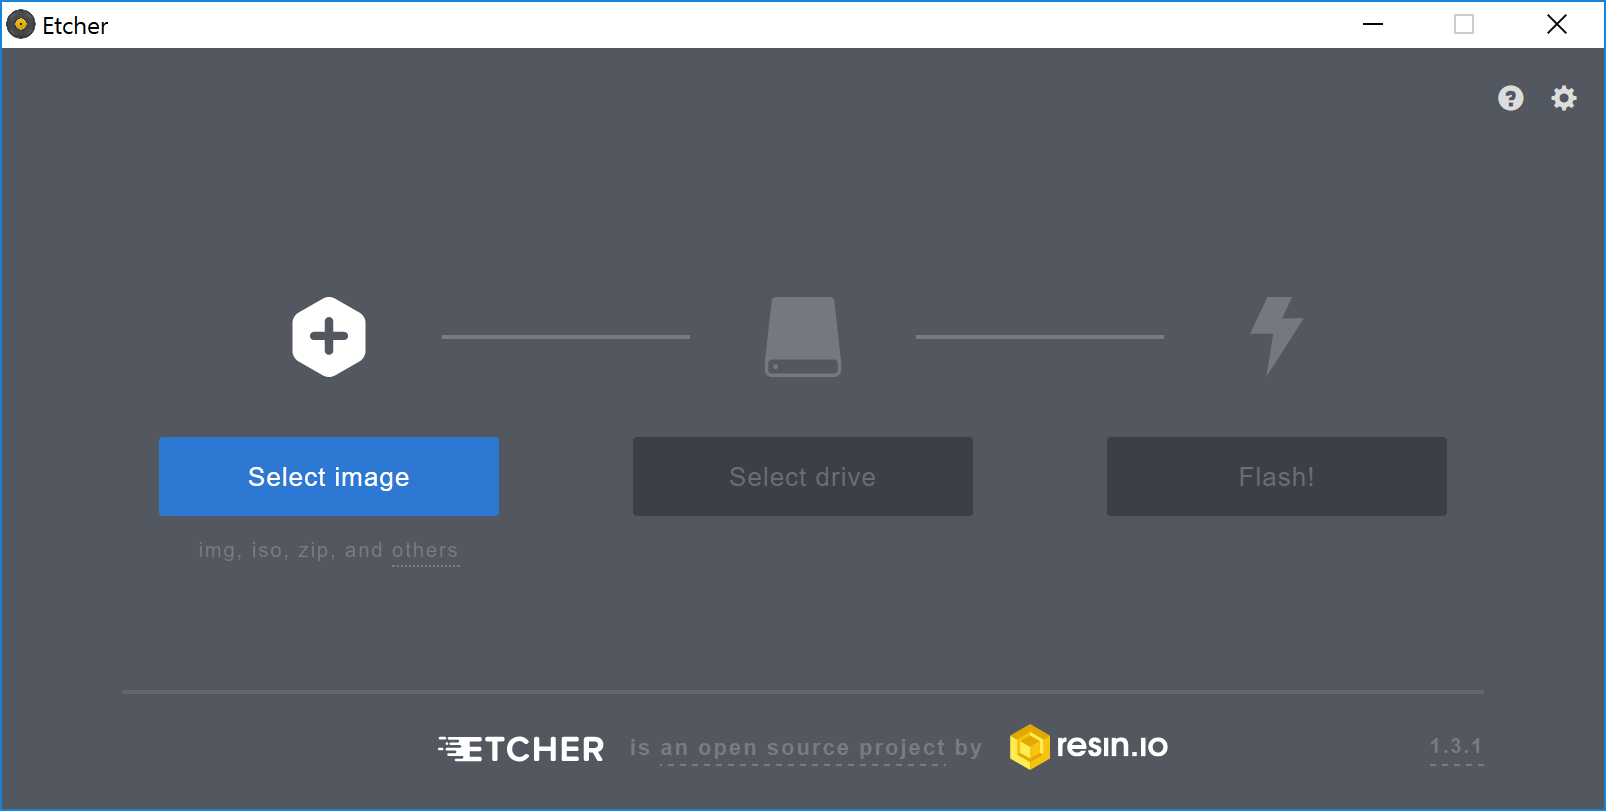 Etcher
Select image
Select drive
Flash!
img, iso, zip, and others
ETCHER is an open source project by resin.io
1.3.1